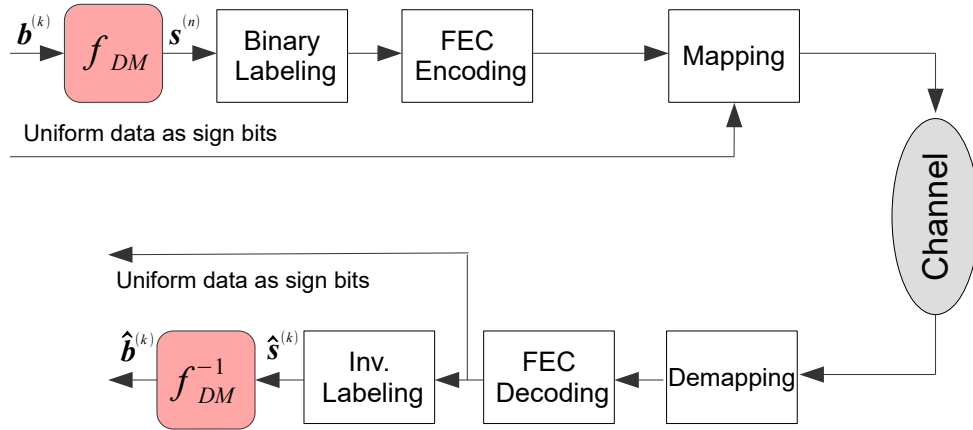 b^(k)
s^(n)
f_DM
Binary
Labeling
FEC
Encoding
Mapping
Uniform data as sign bits
Channel
Uniform data as sign bits
b̂^(k)
ŝ^(k)
f_DM^-1
Inv.
Labeling
FEC
Decoding
Demapping